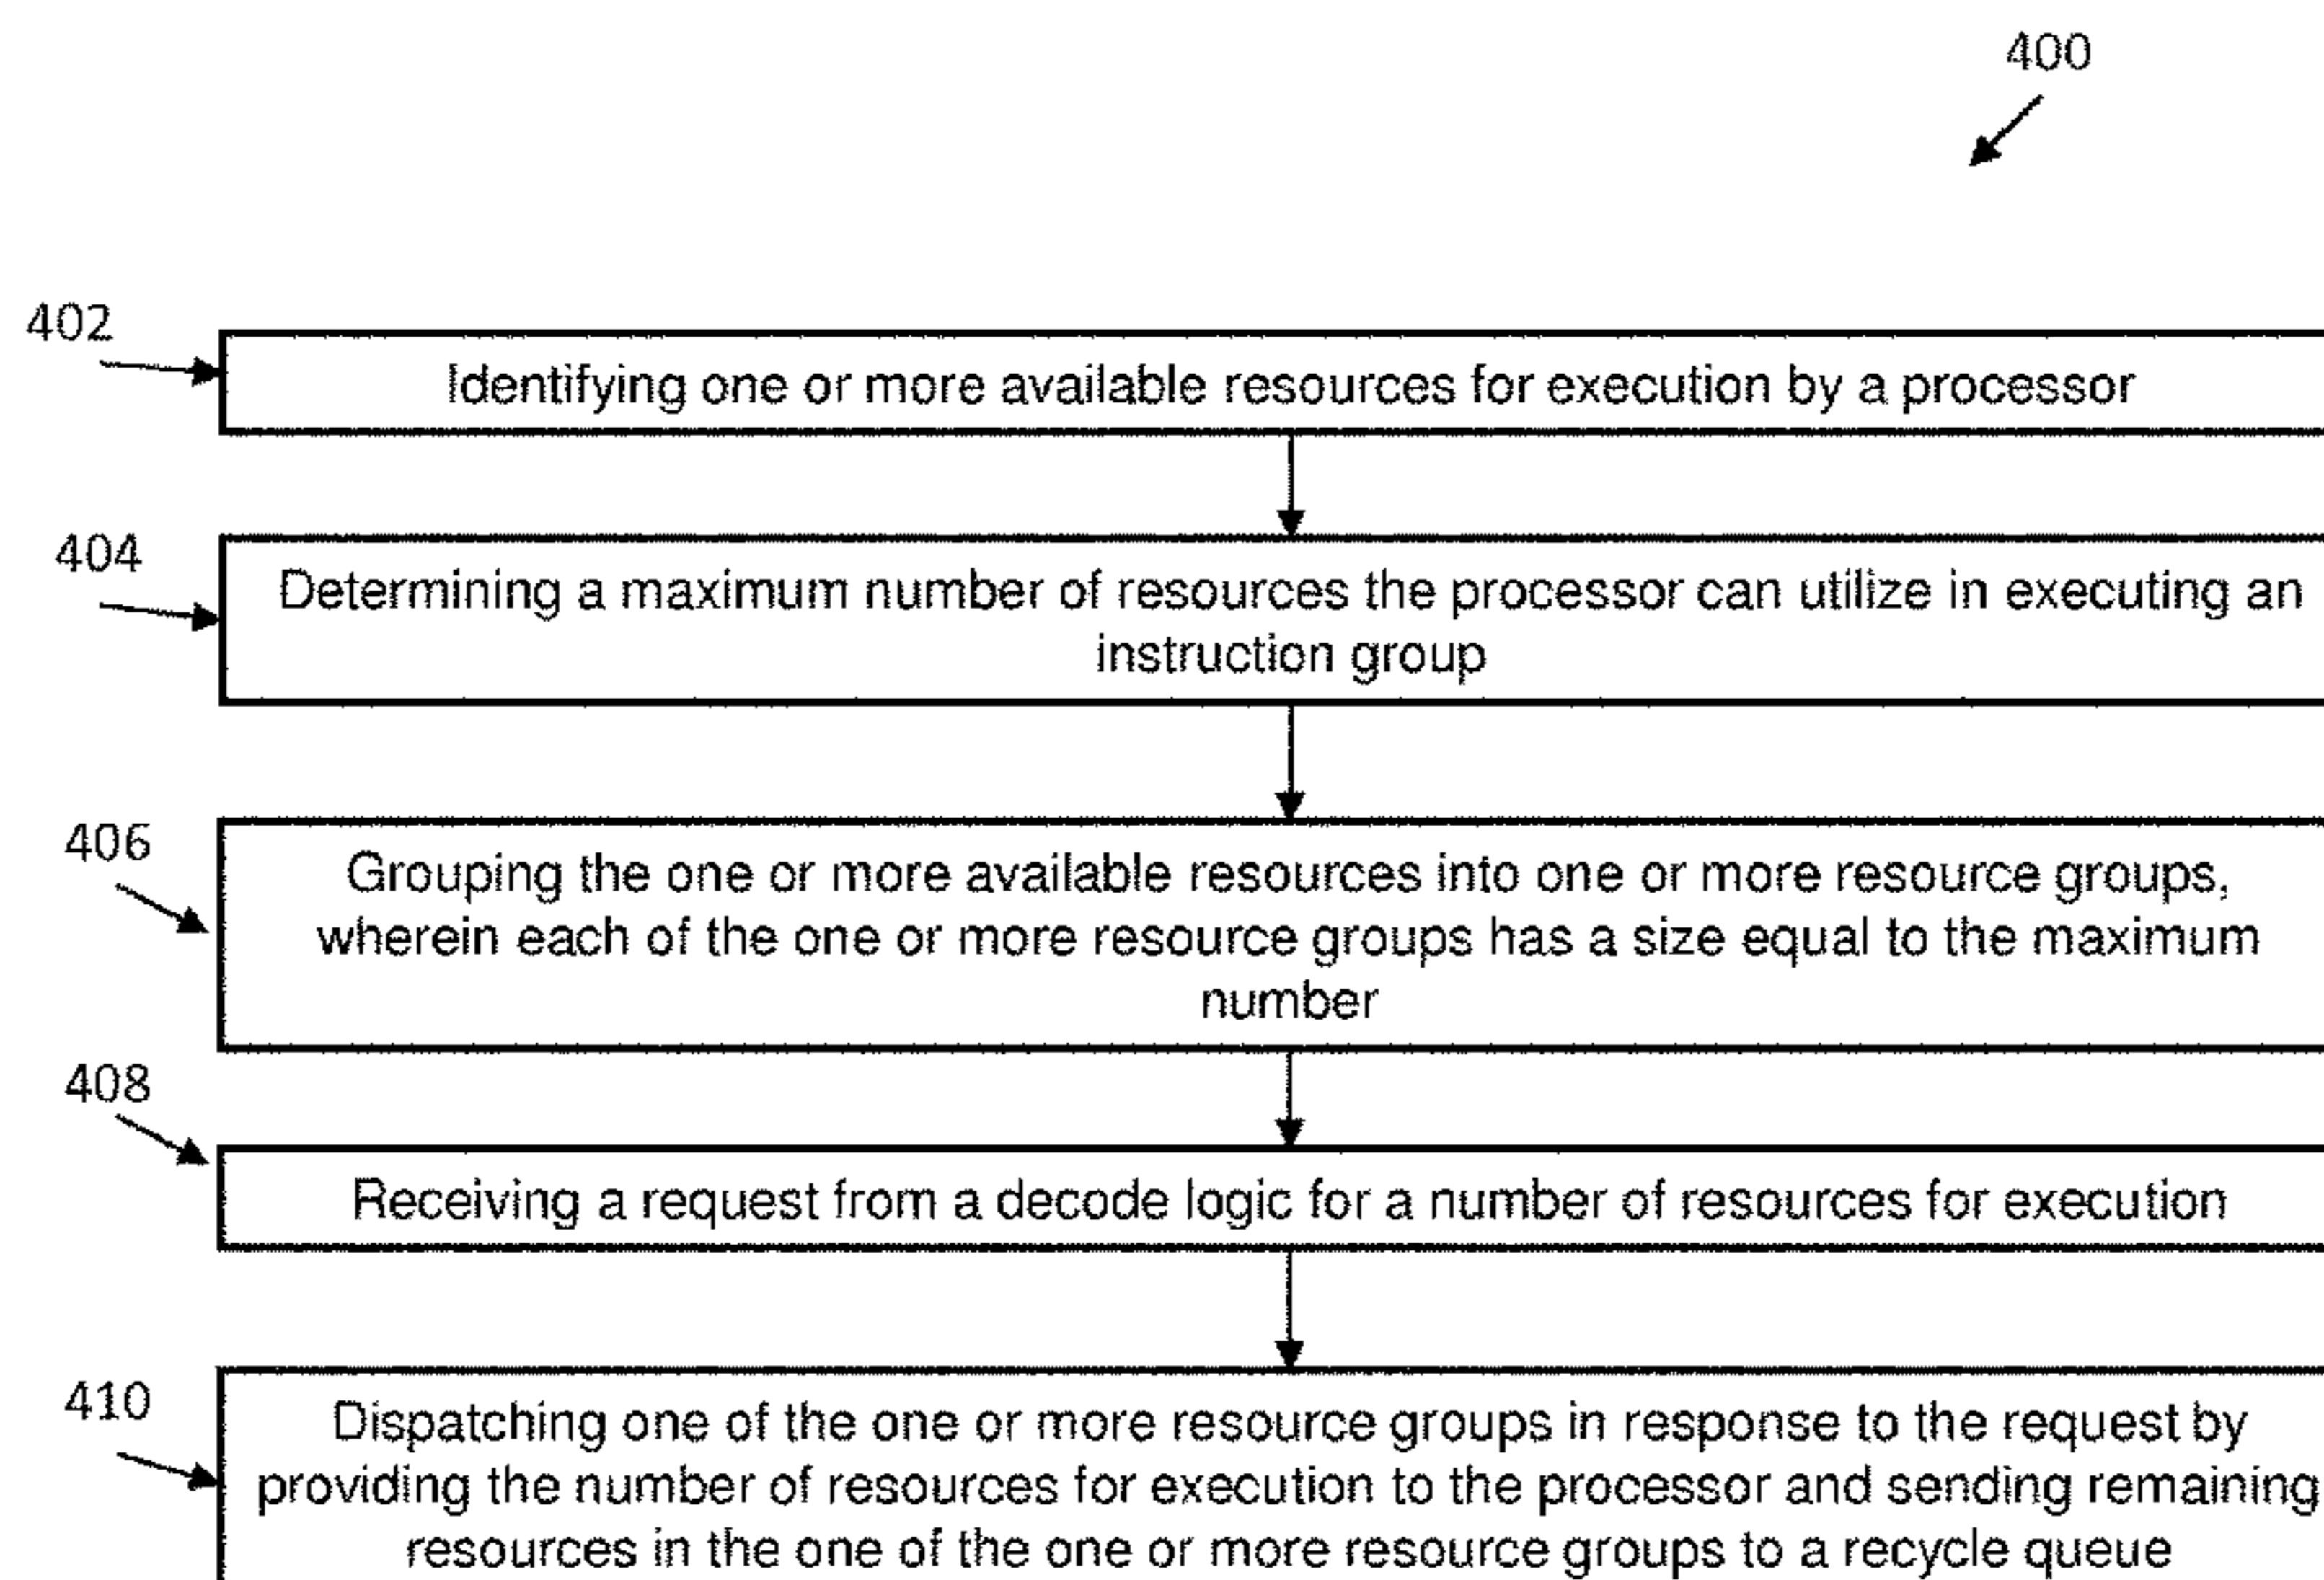 400
402
Identifying one or more available resources for execution by a processor
404
Determining a maximum number of resources the processor can utilize in executing an
instruction group
406
Grouping the one or more available resources into one or more resource groups,
wherein each of the one or more resource groups has a size equal to the maximum
number
408
Receiving a request from a decode logic for a number of resources for execution
410
Dispatching one of the one or more resource groups in response to the request by
providing the number of resources for execution to the processor and sending remaining
resources in the one of the one or more resource groups to a recycle queue